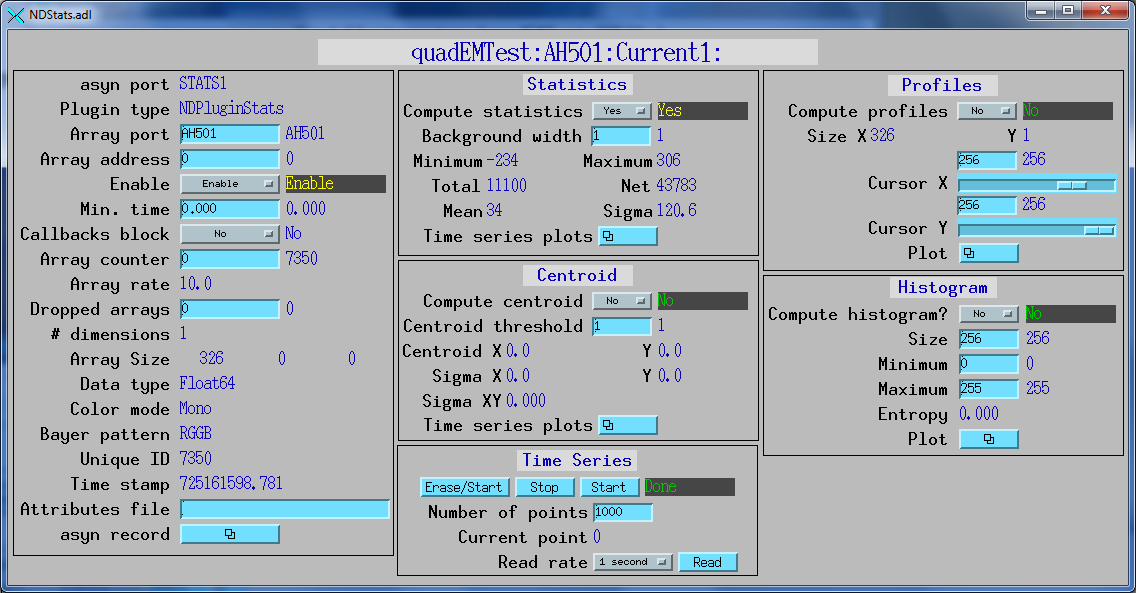 NDStats.adl
quadEMTest:AH501:Current1:
asyn port STATS1
Plugin type NDPluginStats
Array port AH501 AH501
Array address 0 0
Enable Enable Enable
Min. time 0.000 0.000
Callbacks block No No
Array counter 0 7350
Array rate 10.0
Dropped arrays 0 0
# dimensions 1
Array Size 326 0 0
Data type Float64
Color mode Mono
Bayer pattern RGGB
Unique ID 7350
Time stamp 725161598.781
Attributes file
asyn record
Statistics
Compute statistics Yes Yes
Background width 1 1
Minimum -234 Maximum 306
Total 11100 Net 43783
Mean 34 Sigma 120.6
Time series plots
Centroid
Compute centroid No No
Centroid threshold 1 1
Centroid X 0.0 Y 0.0
Sigma X 0.0 Y 0.0
Sigma XY 0.000
Time series plots
Time Series
Erase/Start Stop Start Done
Number of points 1000
Current point 0
Read rate 1 second Read
Profiles
Compute profiles No No
Size X 326 Y 1
256 256
Cursor X
256 256
Cursor Y
Plot
Histogram
Compute histogram? No No
Size 256 256
Minimum 0 0
Maximum 255 255
Entropy 0.000
Plot